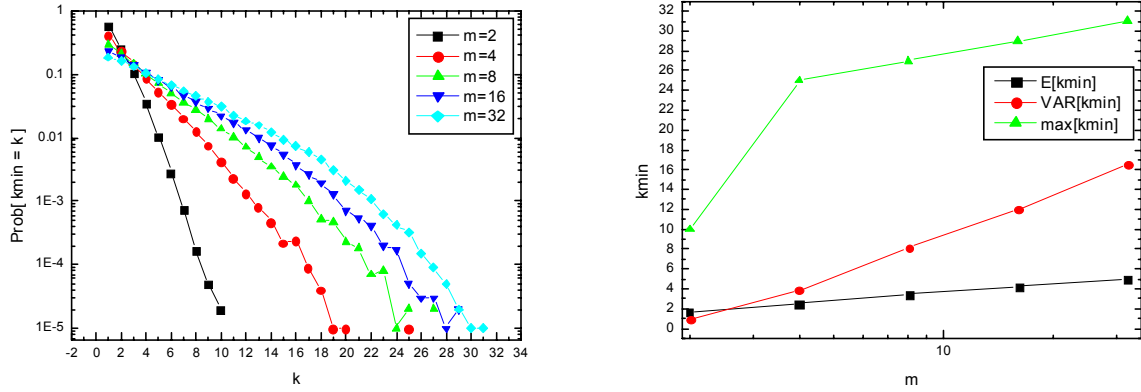 1
0.1
0.01
1E-3
1E-4
1E-5
Prob[ kmin = k ]
-2 0 2 4 6 8 10 12 14 16 18 20 22 24 26 28 30 32 34
k
m=2
m=4
m=8
m=16
m=32
32
30
28
26
24
22
20
18
16
14
12
10
8
6
4
2
0
kmin
10
m
E[kmin]
VAR[kmin]
max[kmin]